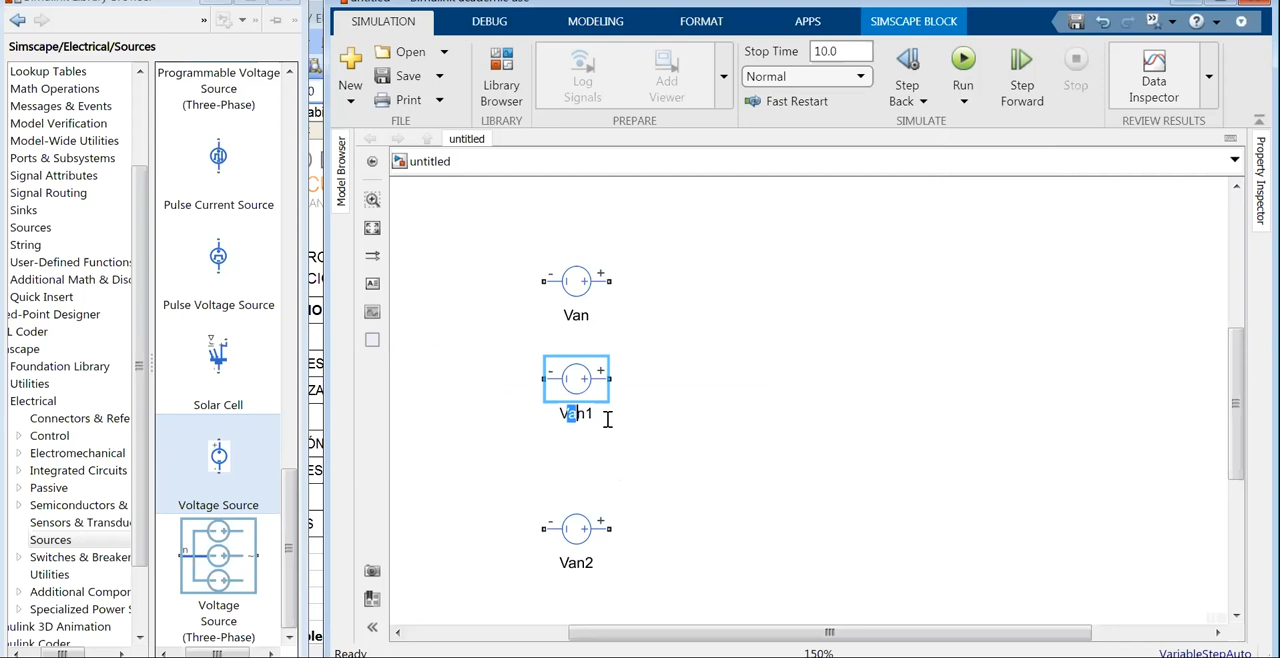 Simscape/Electrical/Sources
Lookup Tables
Math Operations
Messages & Events
Model Verification
Model-Wide Utilities
Ports & Subsystems
Signal Attributes
Signal Routing
Sinks
Sources
String
User-Defined Functions
Additional Math & Disc
Quick Insert
ed-Point Designer
L Coder
nscape
Foundation Library
Utilities
Electrical
Connectors & Refe
Control
Electromechanical
Integrated Circuits
Passive
Semiconductors &
Sensors & Transdu
Sources
Switches & Breaker
Utilities
Additional Compor
Specialized Power S
ulink 3D Animation
Programmable Voltage
Source
(Three-Phase)
Pulse Current Source
Pulse Voltage Source
Solar Cell
Voltage Source
Voltage
Source
(Three-Phase)
SIMULATION DEBUG MODELING FORMAT APPS SIMSCAPE BLOCK
New
Open
Save
Print
FILE
Library
Browser
LIBRARY
Log
Signals
Add
Viewer
PREPARE
Stop Time 10.0
Normal
Fast Restart
Step
Back
Run
Step
Forward
Stop
SIMULATE
Data
Inspector
REVIEW RESULTS
Model Browser
untitled
untitled
Property Inspector
- +
Van
- +
Van1
- +
Van2
Ready 150% VariableStepAuto